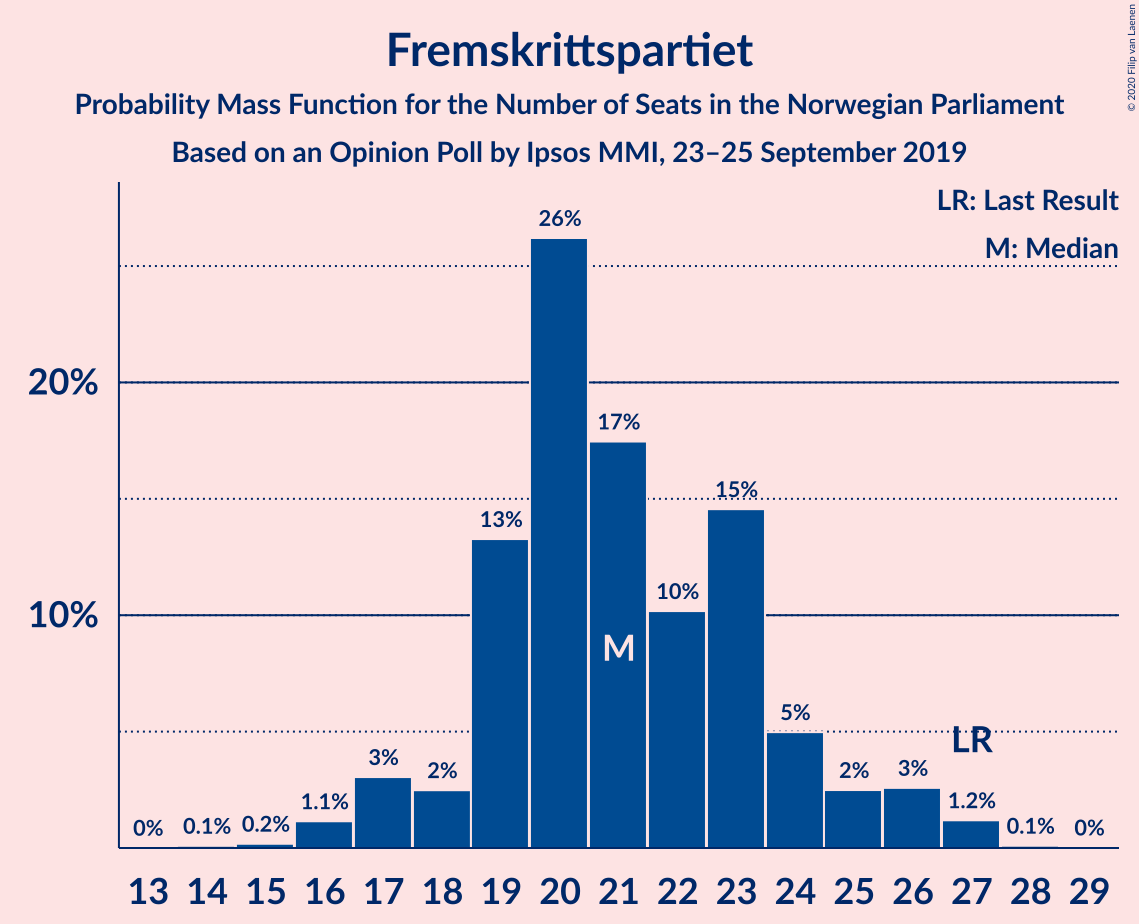 © 2020 Filip van Laenen
Fremskrittspartiet
Probability Mass Function for the Number of Seats in the Norwegian Parliament
Based on an Opinion Poll by Ipsos MMI, 23–25 September 2019
LR: Last Result
M: Median
20%
10%
0%
0.1%
0.2%
1.1%
3%
2%
13%
26%
17%
10%
15%
5%
2%
3%
1.2%
0.1%
0%
M
LR
13 14 15 16 17 18 19 20 21 22 23 24 25 26 27 28 29